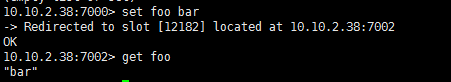 10.10.2.38:7000> set foo bar
-> Redirected to slot [12182] located at 10.10.2.38:7002
OK
10.10.2.38:7002> get foo
"bar"